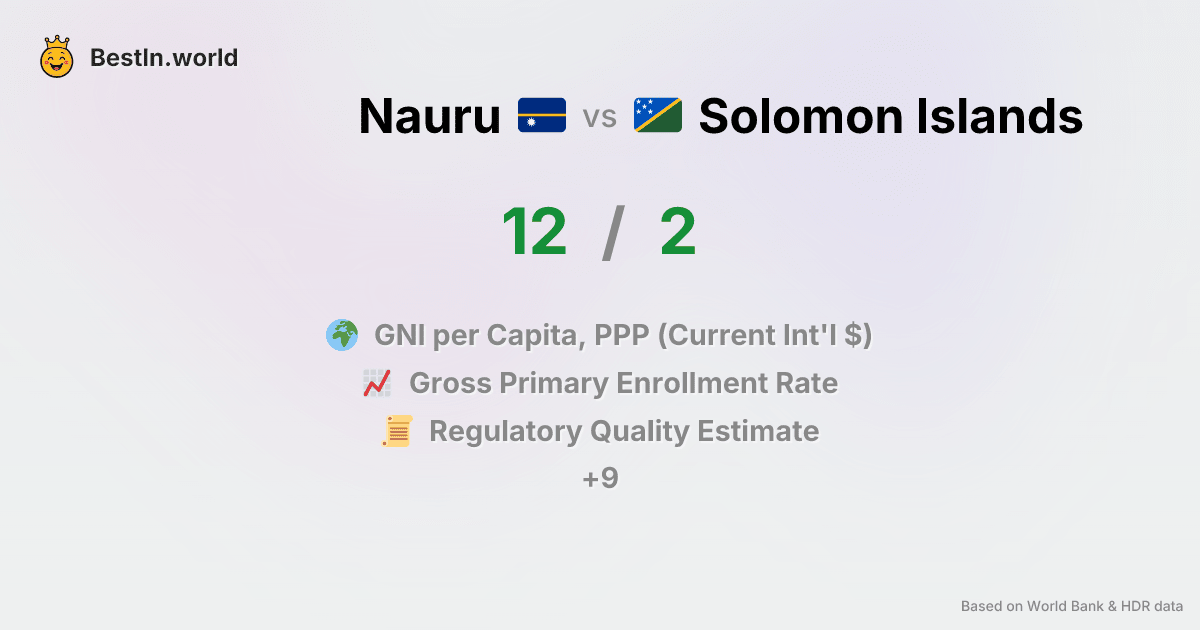 BestIn.world
Nauru vs Solomon Islands
12 / 2
GNI per Capita, PPP (Current Int'l $)
Gross Primary Enrollment Rate
Regulatory Quality Estimate
+9
Based on World Bank & HDR data